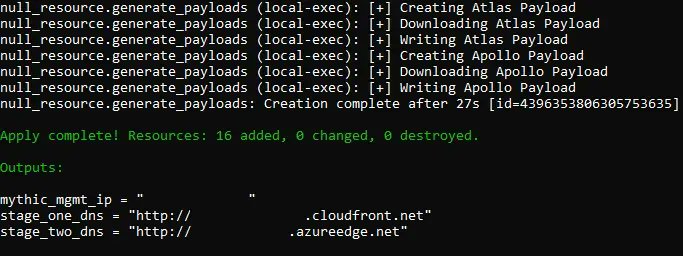 null_resource.generate_payloads (local-exec): [+] Creating Atlas Payload
null_resource.generate_payloads (local-exec): [+] Downloading Atlas Payload
null_resource.generate_payloads (local-exec): [+] Writing Atlas Payload
null_resource.generate_payloads (local-exec): [+] Creating Apollo Payload
null_resource.generate_payloads (local-exec): [+] Downloading Apollo Payload
null_resource.generate_payloads (local-exec): [+] Writing Apollo Payload
null_resource.generate_payloads: Creation complete after 27s [id=4396353806305753635]
Apply complete! Resources: 16 added, 0 changed, 0 destroyed.
Outputs:
mythic_mgmt_ip = "                "
stage_one_dns = "http://                .cloudfront.net"
stage_two_dns = "http://              .azureedge.net"